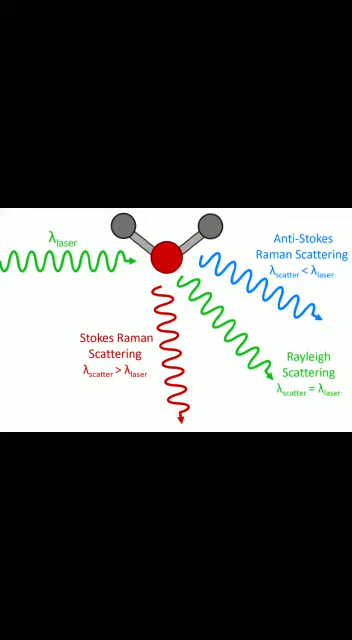 λlaser
Anti-Stokes
Raman Scattering
λscatter < λlaser
Stokes Raman
Scattering
λscatter > λlaser
Rayleigh
Scattering
λscatter = λlaser